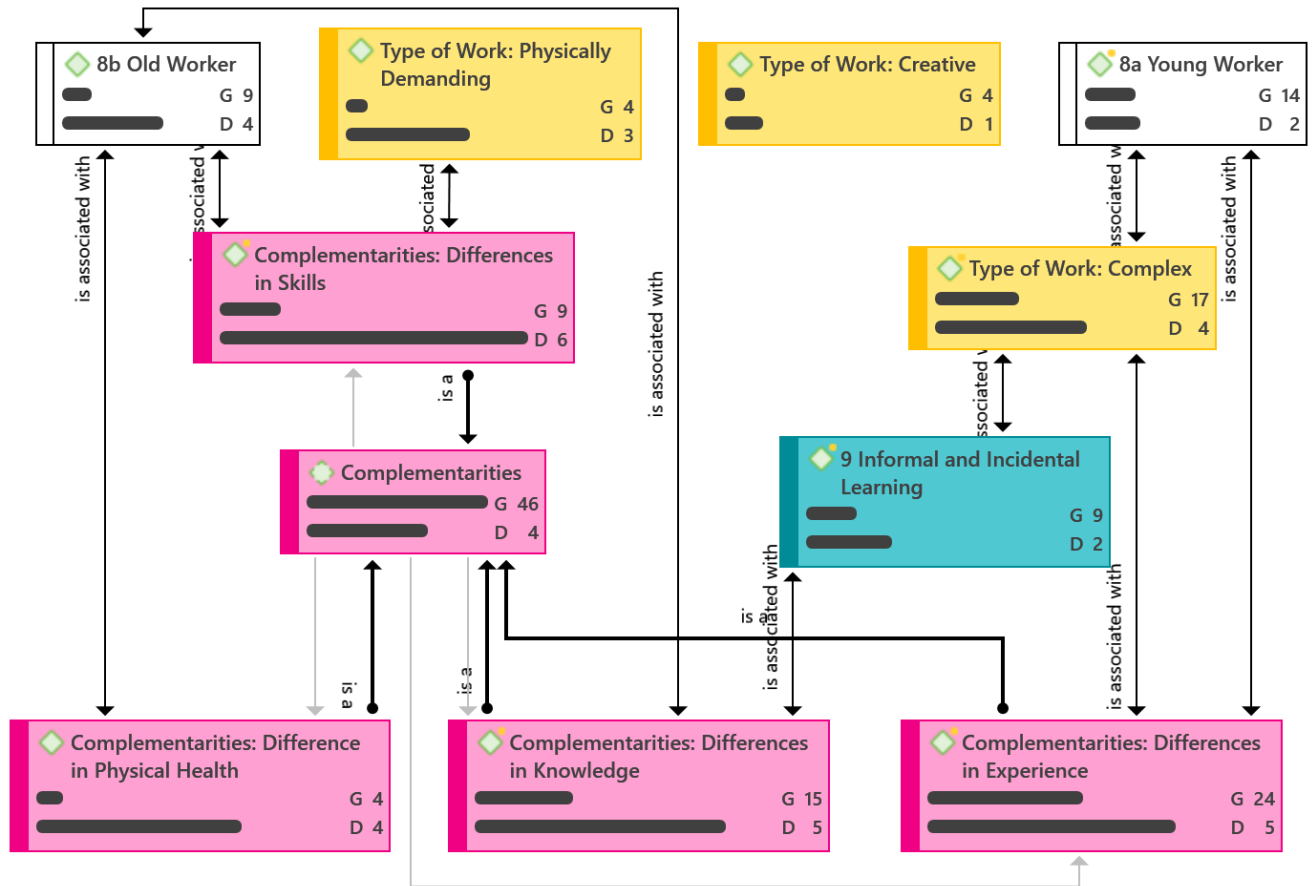 8b Old Worker
G 9
D 4
Type of Work: Physically
Demanding
G 4
D 3
Type of Work: Creative
G 4
D 1
8a Young Worker
G 14
D 2
is associated with
associated
associated
is associated with
Complementarities: Differences
in Skills
G 9
D 6
is associated with
Type of Work: Complex
G 17
D 4
is a
associated
Complementarities
G 46
D 4
9 Informal and Incidental
Learning
G 9
D 2
is a
is a
is associated with
is a
is associated with
Complementarities: Difference
in Physical Health
G 4
D 4
Complementarities: Differences
in Knowledge
G 15
D 5
Complementarities: Differences
in Experience
G 24
D 5